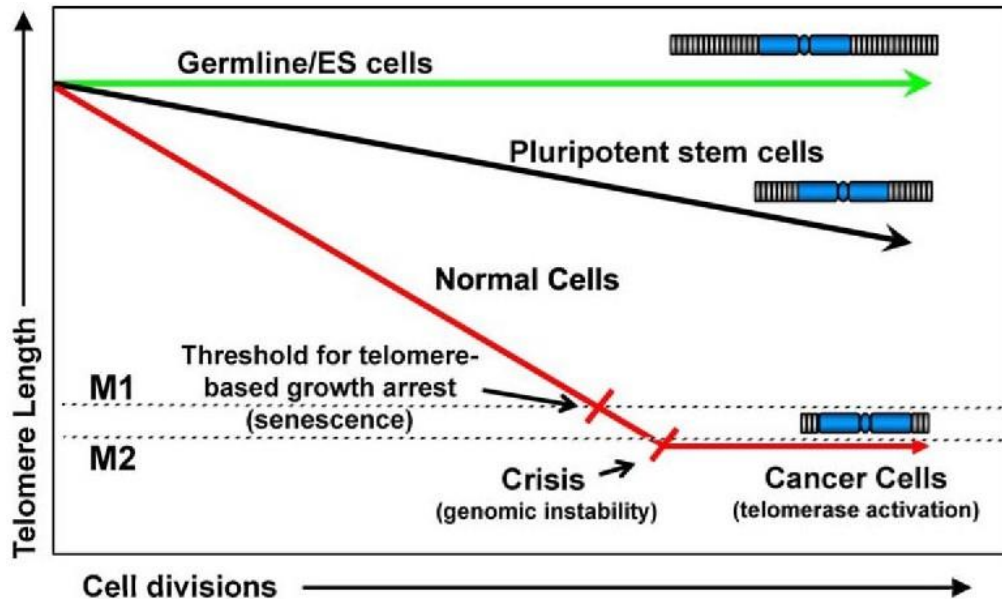 Germline/ES cells
Pluripotent stem cells
Normal Cells
Threshold for telomere-
based growth arrest
(senescence)
M1
M2
Crisis
(genomic instability)
Cancer Cells
(telomerase activation)
Telomere Length
Cell divisions